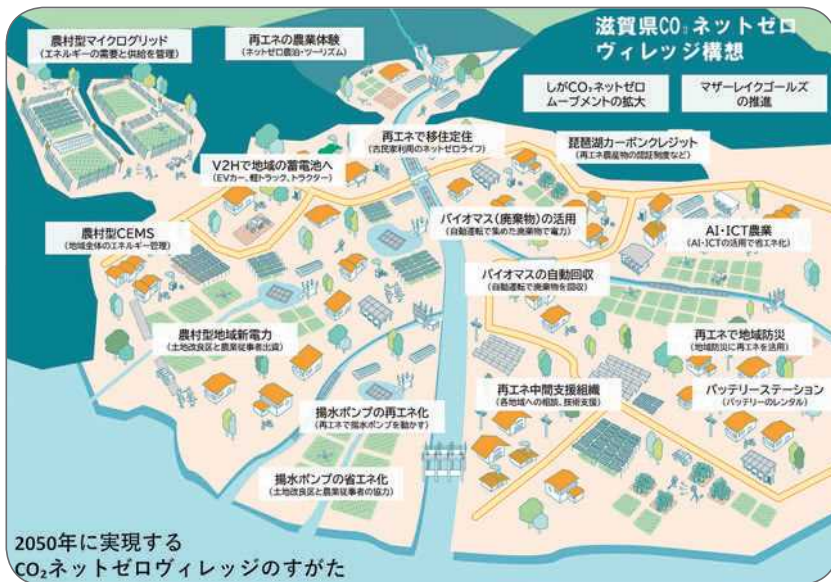 滋賀県CO₂ネットゼロ
ヴィレッジ構想
しがCO₂ネットゼロ
ムーブメントの拡大
マザーレイクゴールズ
の推進
農村型マイクログリッド
(エネルギーの需要と供給を管理)
再エネの農業体験
(ネットゼロ農泊・ツーリズム)
再エネで移住定住
(古民家利用のネットゼロライフ)
琵琶湖カーボンクレジット
(再エネ農産物の認証制度など)
V2Hで地域の蓄電池へ
(EVカー、軽トラック、トラクター)
農村型CEMS
(地域全体のエネルギー管理)
バイオマス(廃棄物)の活用
(自動運転で集めた廃棄物で電力)
AI・ICT農業
(AI・ICTの活用で省エネ化)
バイオマスの自動回収
(自動運転で廃棄物を回収)
農村型地域新電力
(土地改良区と農業従事者出資)
再エネで地域防災
(地域防災に再エネを活用)
揚水ポンプの再エネ化
(再エネで揚水ポンプを動かす)
再エネ中間支援組織
(各地域への相談、技術支援)
バッテリーステーション
(バッテリーのレンタル)
揚水ポンプの省エネ化
(土地改良区と農業従事者の協力)
2050年に実現する
CO₂ネットゼロヴィレッジのすがた